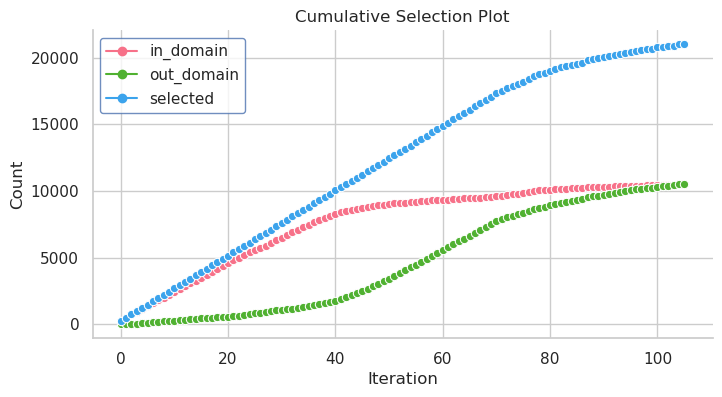 Cumulative Selection Plot
in_domain
out_domain
selected
Count
20000
15000
10000
5000
0
0 20 40 60 80 100
Iteration